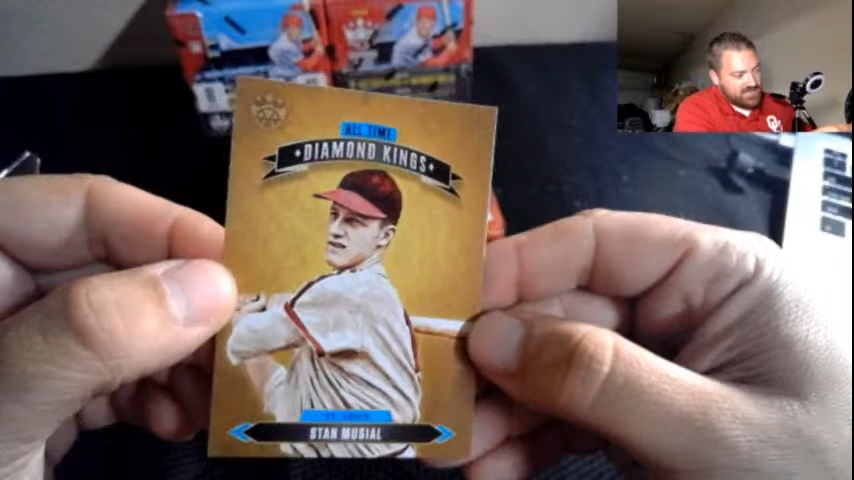 ALL TIME
DIAMOND KINGS
ST. LOUIS
STAN MUSIAL